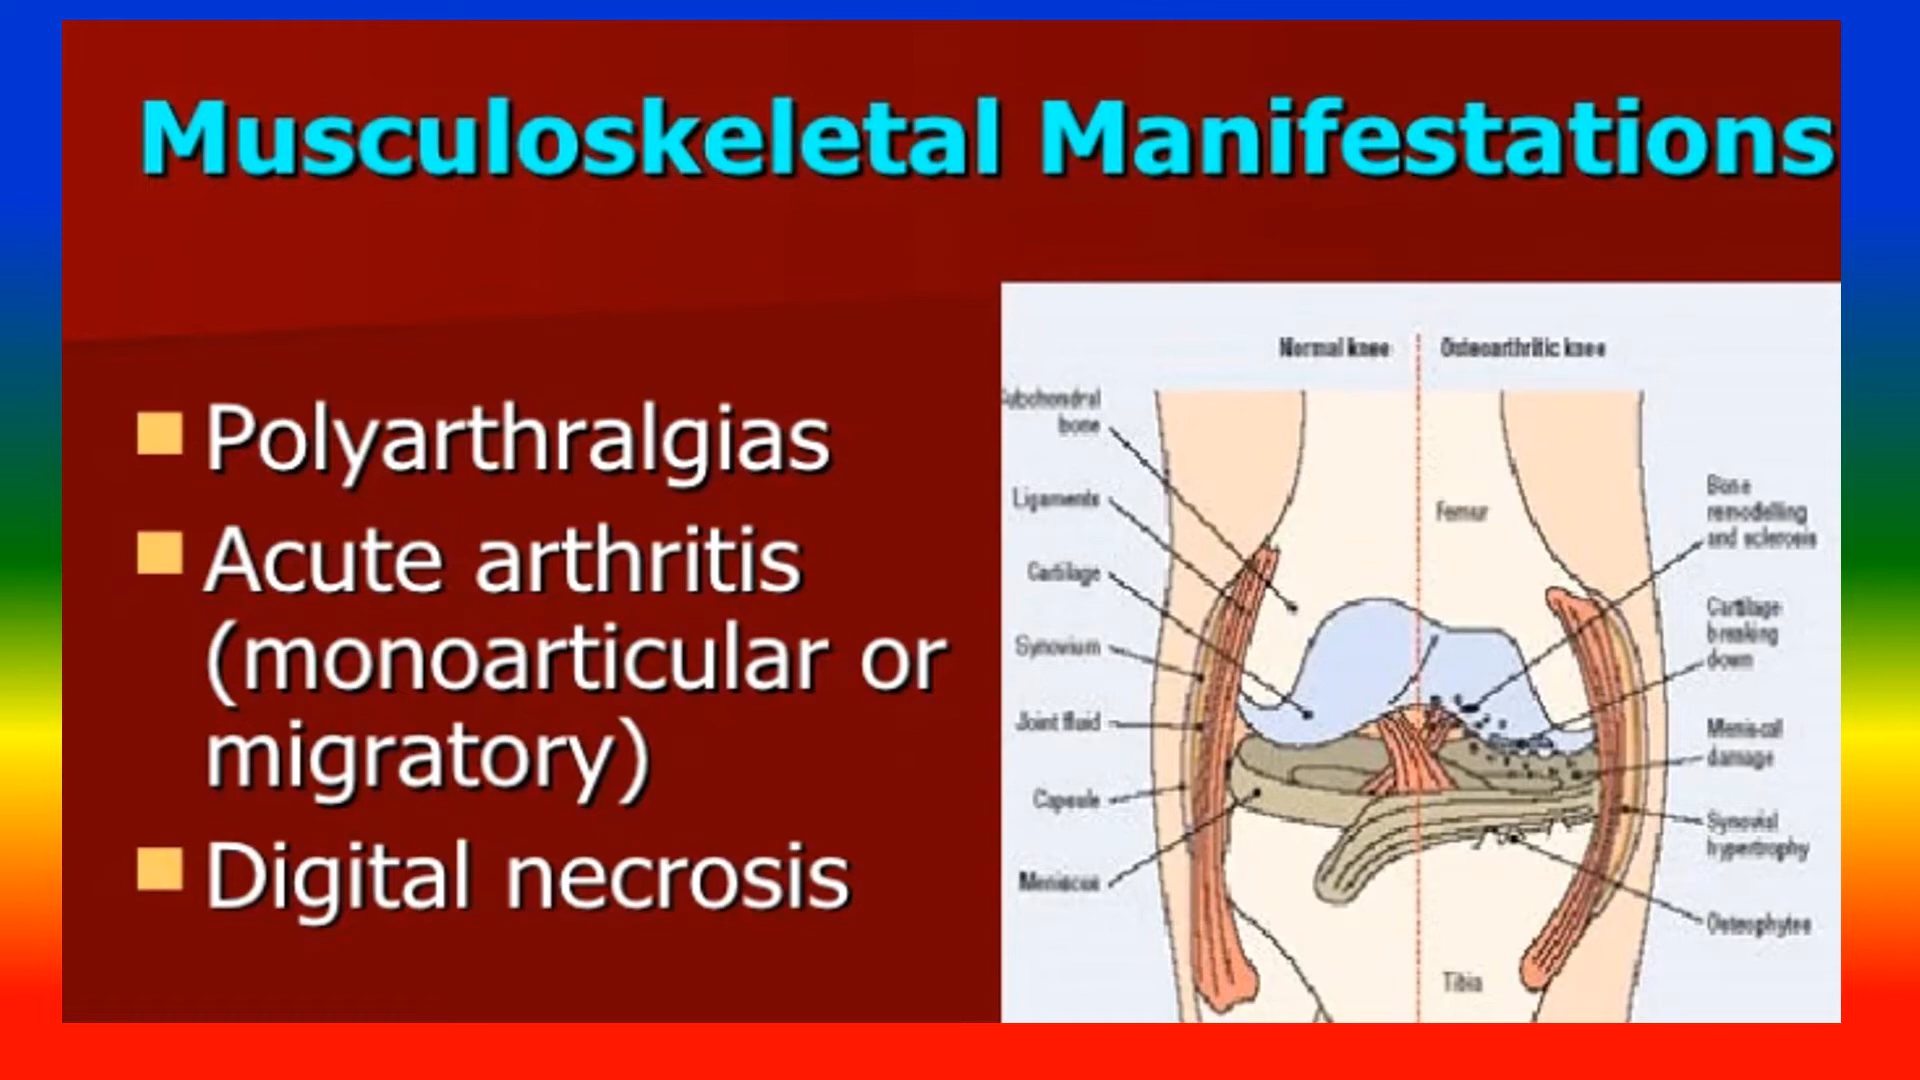 Musculoskeletal Manifestations
Polyarthralgias
Acute arthritis
(monoarticular or
migratory)
Digital necrosis
Normal knee
Osteoarthritic knee
ubchondral
bone
Ligaments
Cartilage
Synovium
Joint fluid
Capsule
Meniscus
Femur
Tibia
Bone
remodelling
and sclerosis
Cartilage
breaking
down
Meniscal
damage
Synovial
hypertrophy
Osteophytes